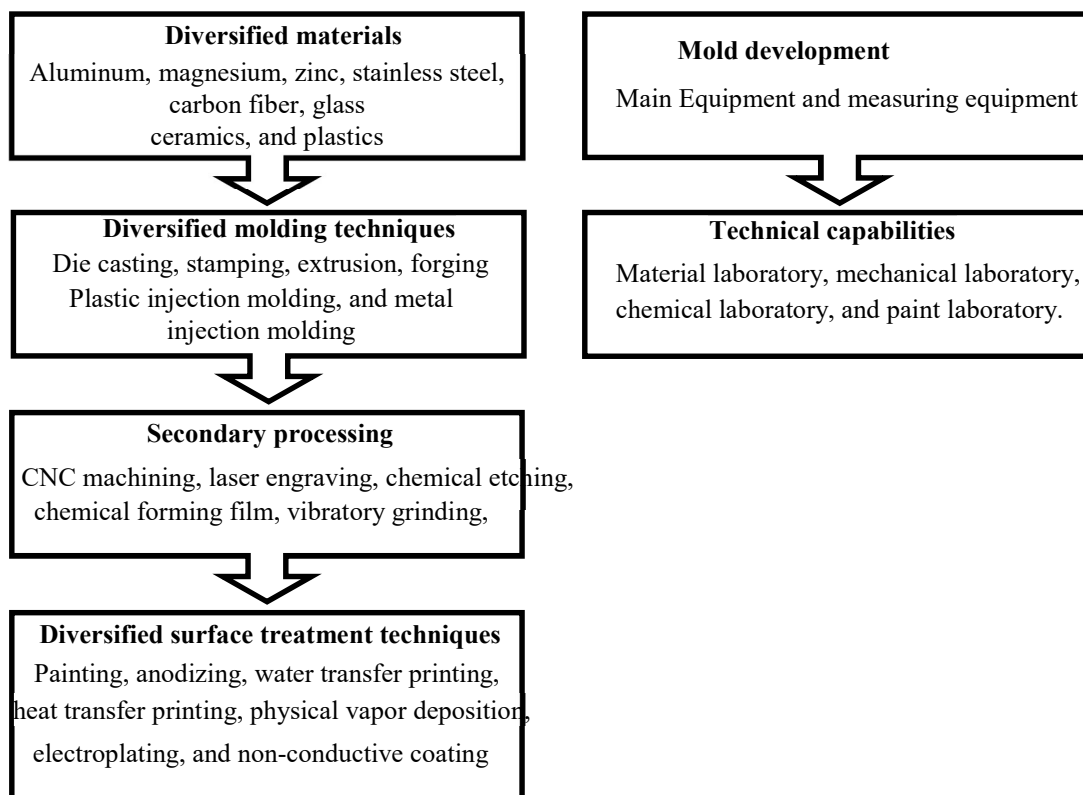 Diversified materials
Aluminum, magnesium, zinc, stainless steel,
carbon fiber, glass
ceramics, and plastics
Diversified molding techniques
Die casting, stamping, extrusion, forging
Plastic injection molding, and metal
injection molding
Secondary processing
CNC machining, laser engraving, chemical etching,
chemical forming film, vibratory grinding,
Diversified surface treatment techniques
Painting, anodizing, water transfer printing,
heat transfer printing, physical vapor deposition,
electroplating, and non-conductive coating
Mold development
Main Equipment and measuring equipment
Technical capabilities
Material laboratory, mechanical laboratory,
chemical laboratory, and paint laboratory.